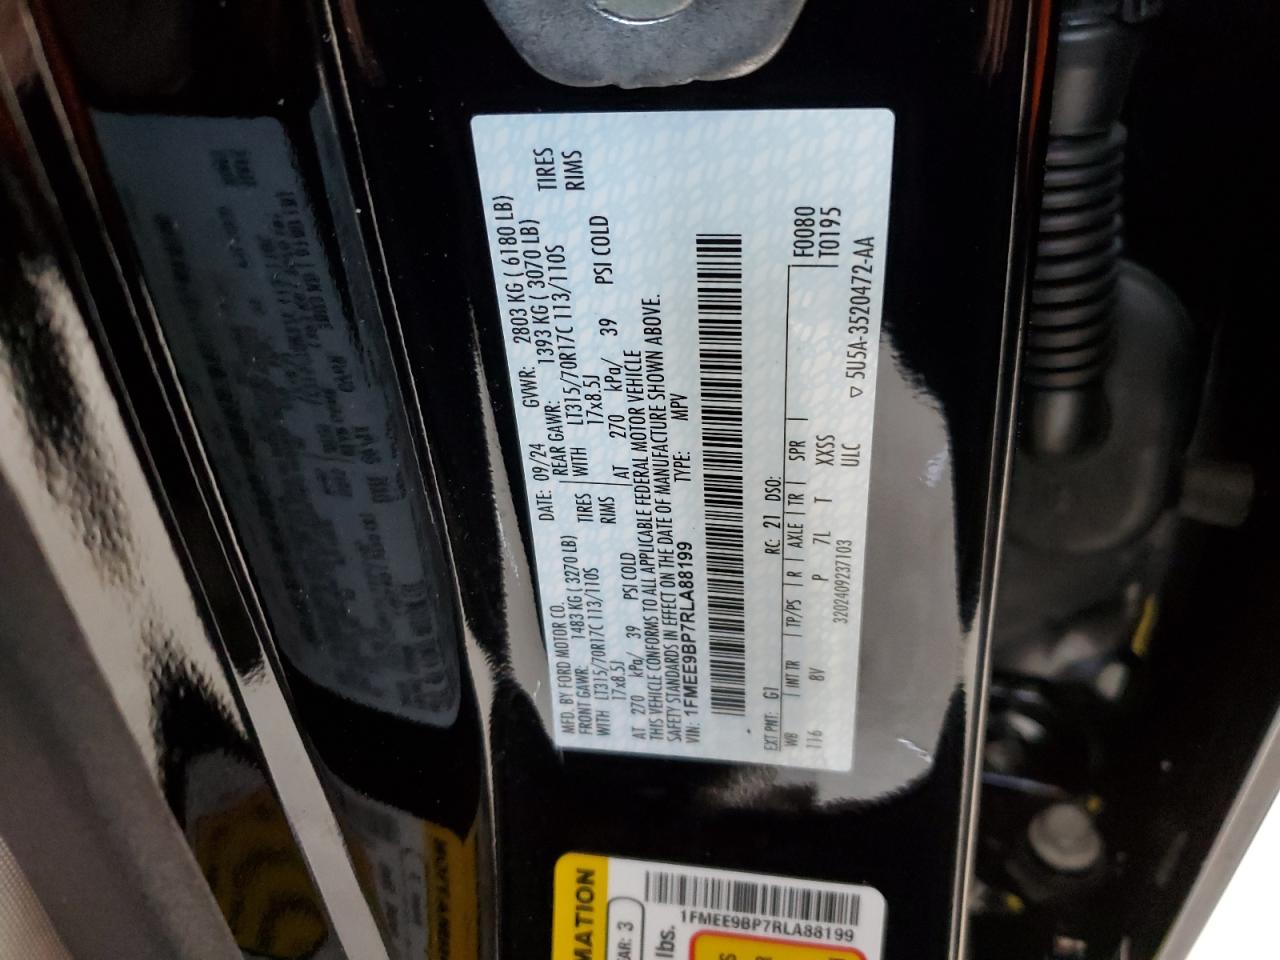 MFD. BY FORD MOTOR CO.
DATE: 09/24 GVWR: 2803 KG ( 6180 LB)
FRONT GAWR: 1483 KG ( 3270 LB) REAR GAWR: 1393 KG ( 3070 LB)
WITH LT315/70R17C 113/110S TIRES WITH LT315/70R17C 113/110S TIRES
17x8.5J RIMS 17x8.5J RIMS
AT 270 kPa/ 39 PSI COLD AT 270 kPa/ 39 PSI COLD
THIS VEHICLE CONFORMS TO ALL APPLICABLE FEDERAL MOTOR VEHICLE
SAFETY STANDARDS IN EFFECT ON THE DATE OF MANUFACTURE SHOWN ABOVE.
VIN: 1FMEE9BP7RLA88199 TYPE: MPV
EXT PNT: G1 RC: 21 DSO:
WB INT TR TP/PS R AXLE TR SPR F0080
116 8V P 7L T XXSS T0195
ULC
3202409237103 ▽ 5U5A-3520472-AA
MATION
AR: 3
lbs.
1FMEE9BP7RLA88199